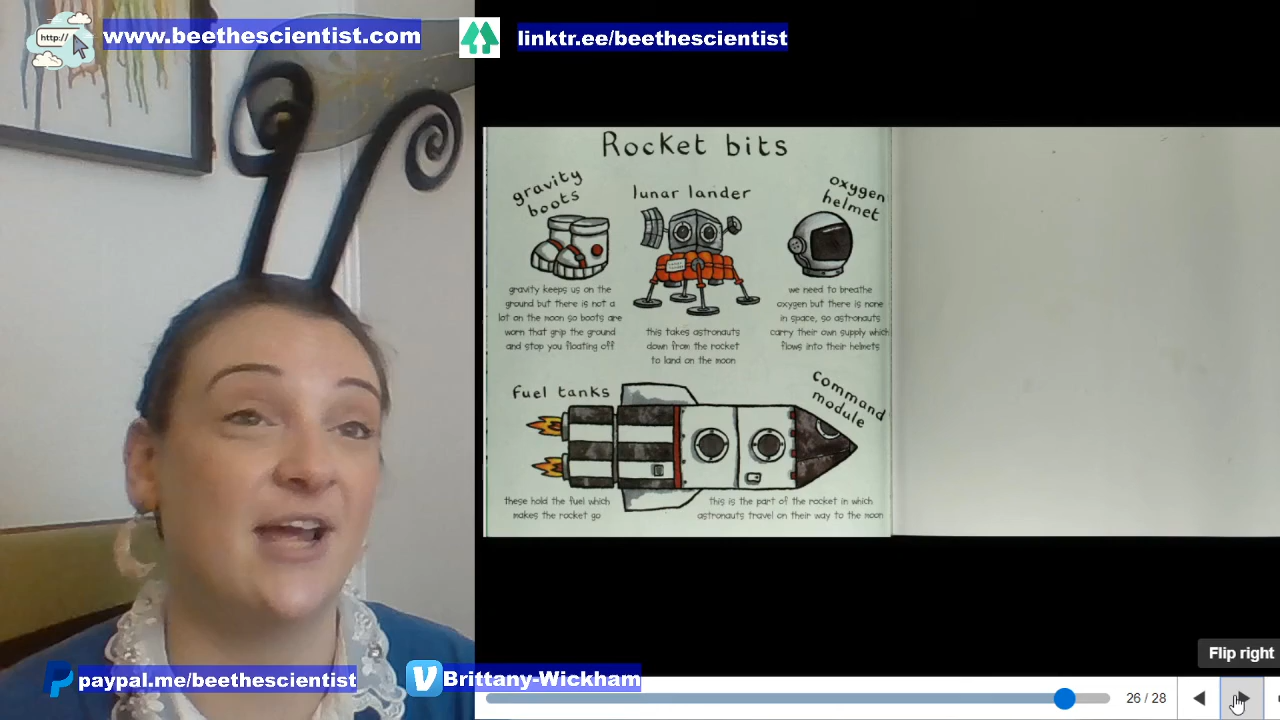 http://
www.beethescientist.com
linktr.ee/beethescientist
Rocket bits
gravity
boots
gravity keeps us on the
ground but there is not a
lot on the moon so boots are
worn that grip the ground
and stop you floating off
lunar lander
this takes astronauts
down from the rocket
to land on the moon
oxygen
helmet
we need to breathe
oxygen but there is none
in space, so astronauts
carry their own supply which
flows into their helmets
fuel tanks
these hold the fuel which
makes the rocket go
command
module
this is the part of the rocket in which
astronauts travel on their way to the moon
Flip right
paypal.me/beethescientist
Brittany-Wickham
26 / 28